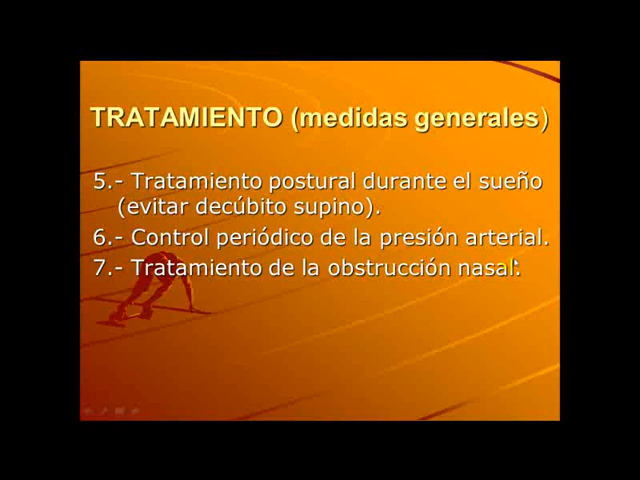 TRATAMIENTO (medidas generales)
5.- Tratamiento postural durante el sueño
(evitar decúbito supino).
6.- Control periódico de la presión arterial.
7.- Tratamiento de la obstrucción nasal.